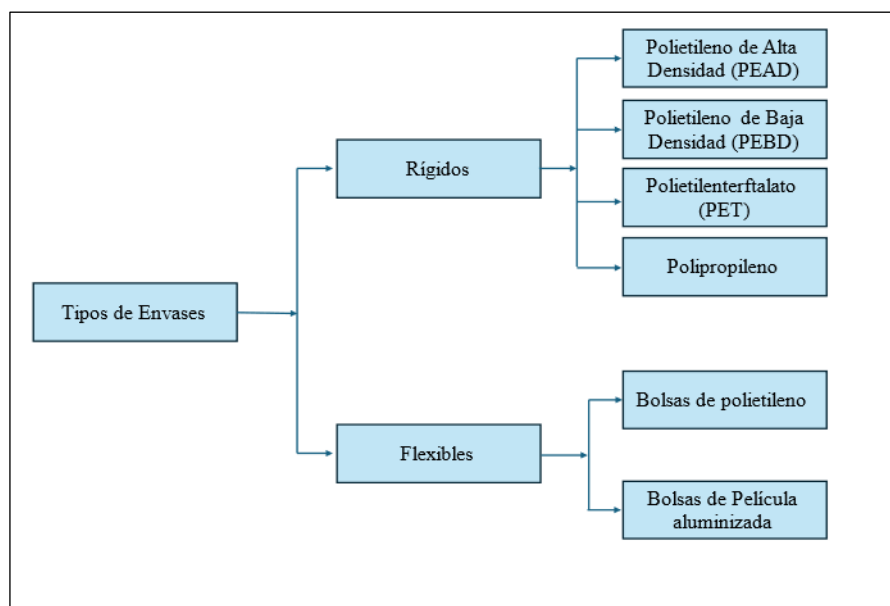 Polietileno de Alta
Densidad (PEAD)
Polietileno de Baja
Densidad (PEBD)
Rígidos
Polietilenterftalato
(PET)
Polipropileno
Tipos de Envases
Bolsas de polietileno
Flexibles
Bolsas de Película
aluminizada